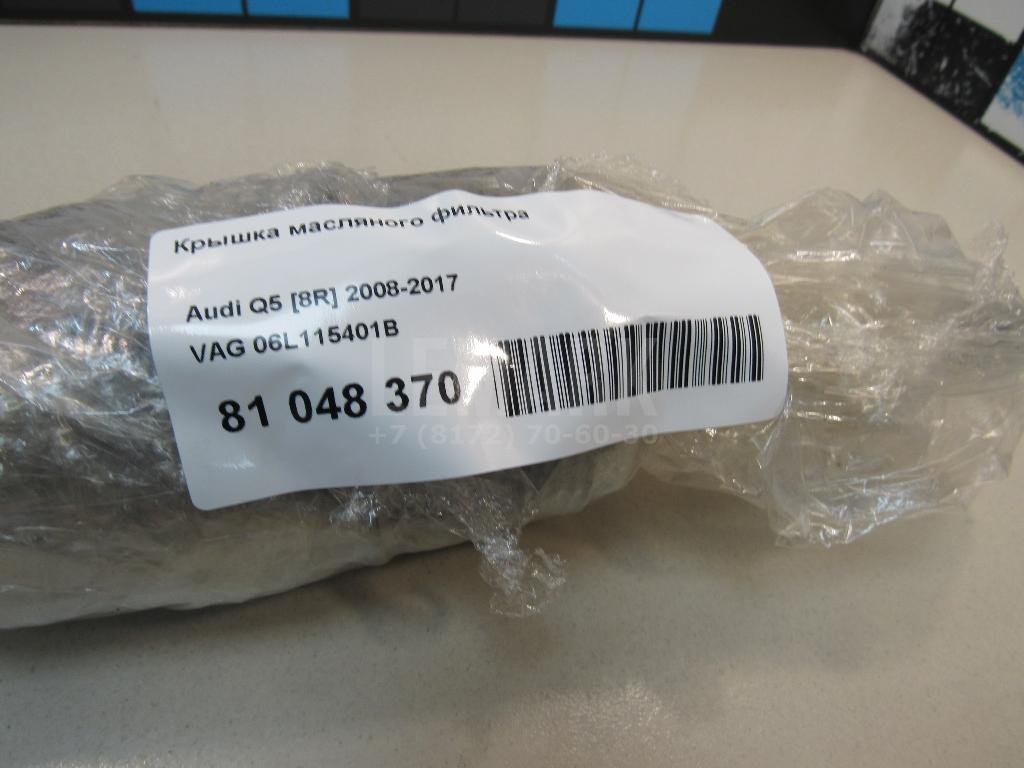 Крышка масляного фильтра
Audi Q5 [8R] 2008-2017
VAG 06L115401B
81 048 370
+7 (8172) 70-60-30